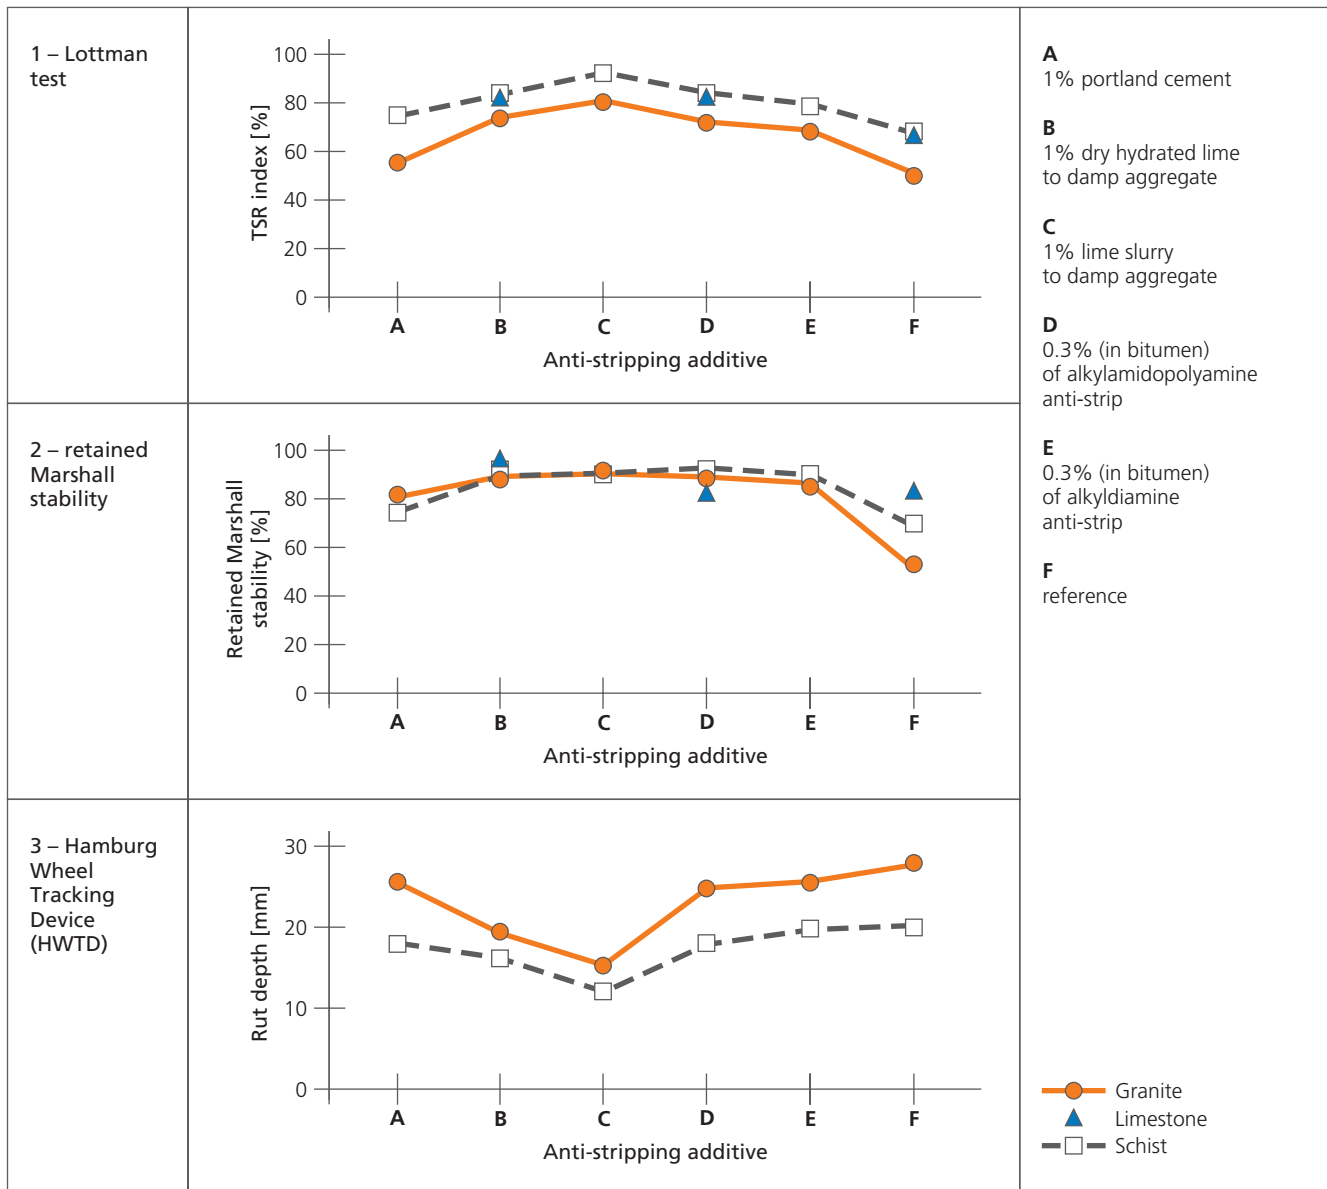 1 – Lottman
test
100
80
60
40
20
0
TSR index [%]
A B C D E F
Anti-stripping additive
2 – retained
Marshall
stability
100
80
60
40
20
0
Retained Marshall
stability [%]
A B C D E F
Anti-stripping additive
3 – Hamburg
Wheel
Tracking
Device
(HWTD)
30
20
10
0
Rut depth [mm]
A B C D E F
Anti-stripping additive
A
1% portland cement
B
1% dry hydrated lime
to damp aggregate
C
1% lime slurry
to damp aggregate
D
0.3% (in bitumen)
of alkylamidopolyamine
anti-strip
E
0.3% (in bitumen)
of alkyldiamine
anti-strip
F
reference
Granite
Limestone
Schist